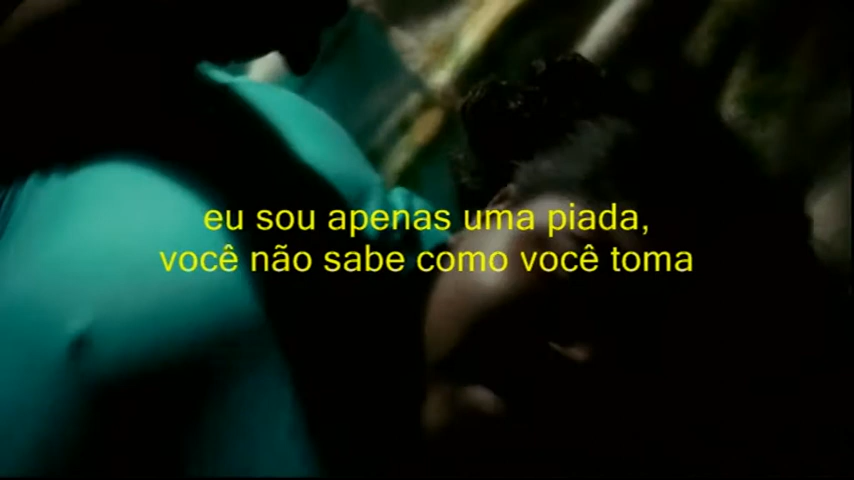 eu sou apenas uma piada,
você não sabe como você toma